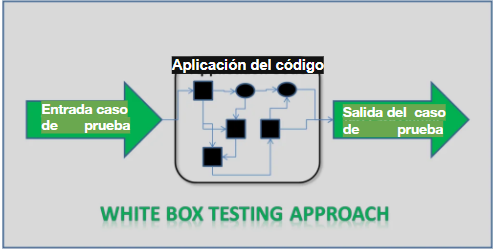 Aplicación del código
Entrada caso
de prueba
Salida del caso
de prueba
WHITE BOX TESTING APPROACH